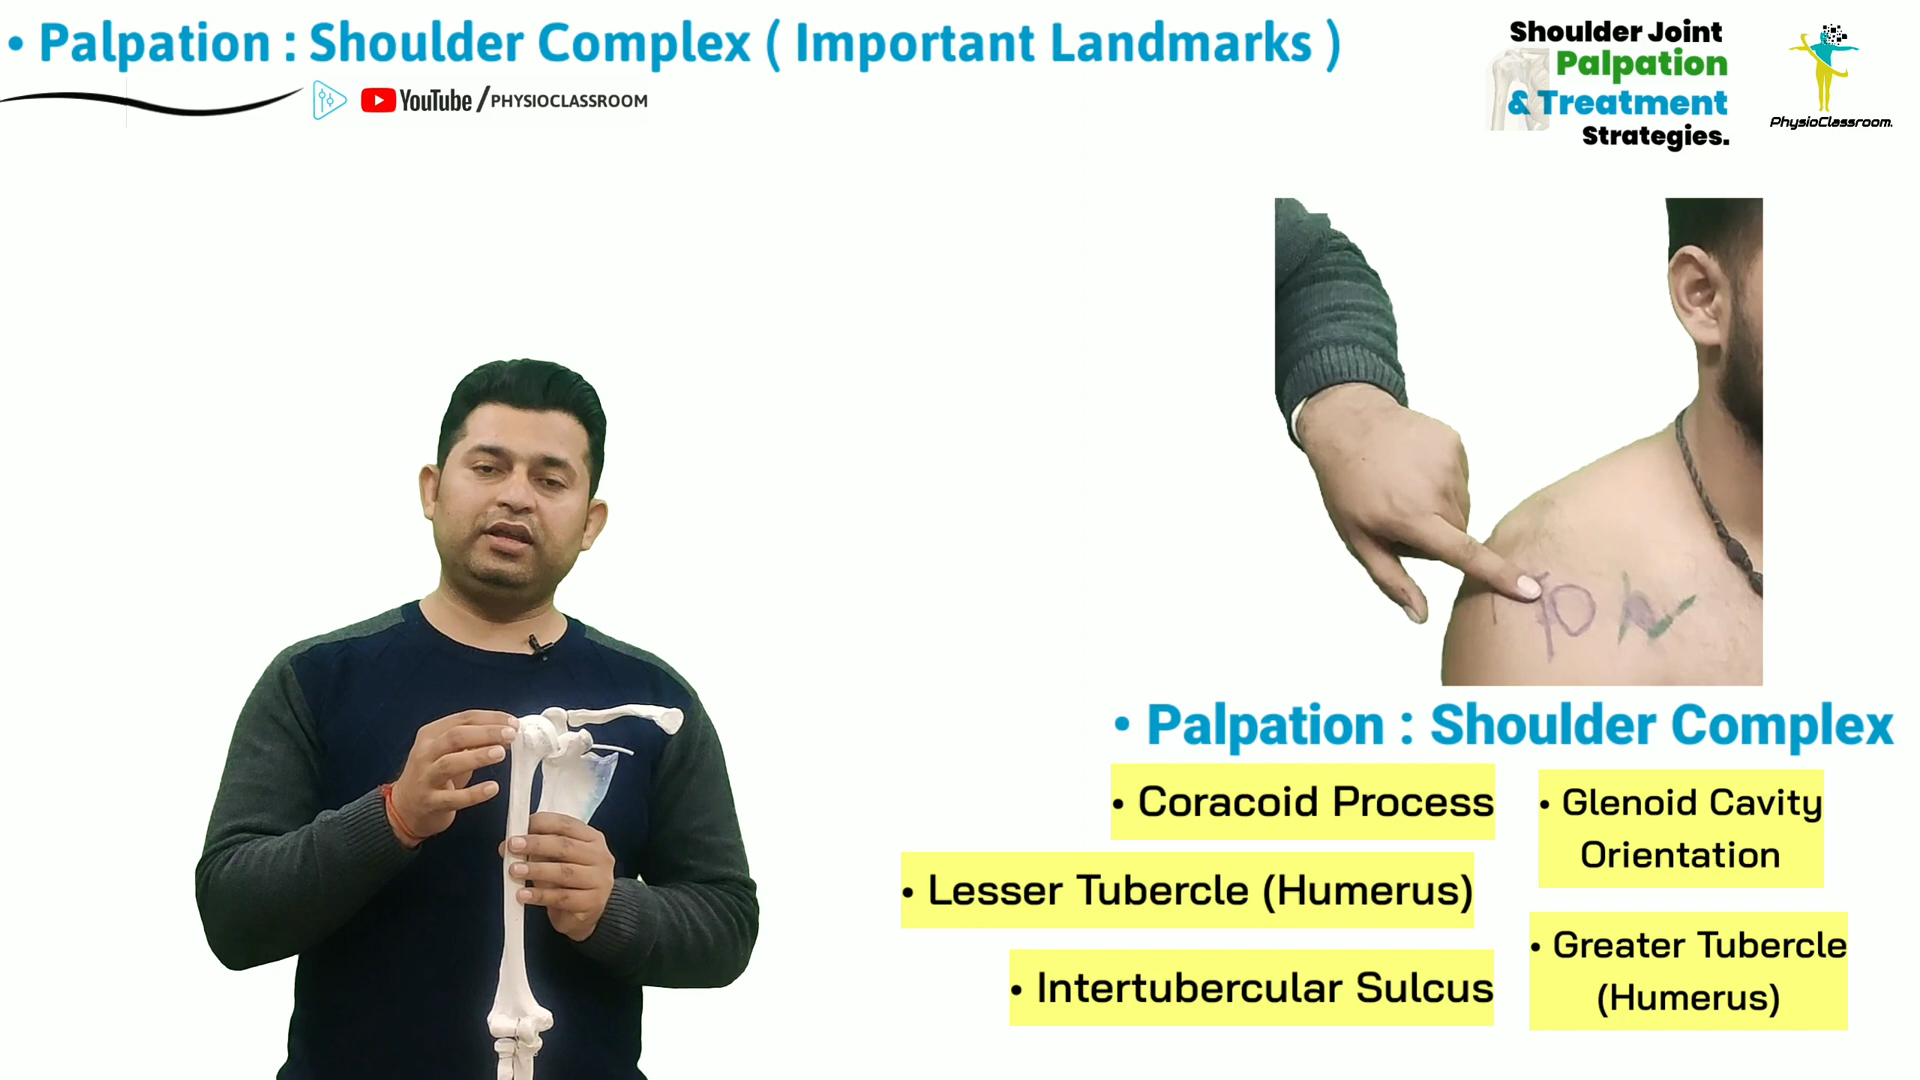 • Palpation : Shoulder Complex ( Important Landmarks )
YouTube /PHYSIOCLASSROOM
Shoulder Joint
Palpation
& Treatment
Strategies.
PhysioClassroom.
• Palpation : Shoulder Complex
• Coracoid Process
• Glenoid Cavity
Orientation
• Lesser Tubercle (Humerus)
• Greater Tubercle
(Humerus)
• Intertubercular Sulcus